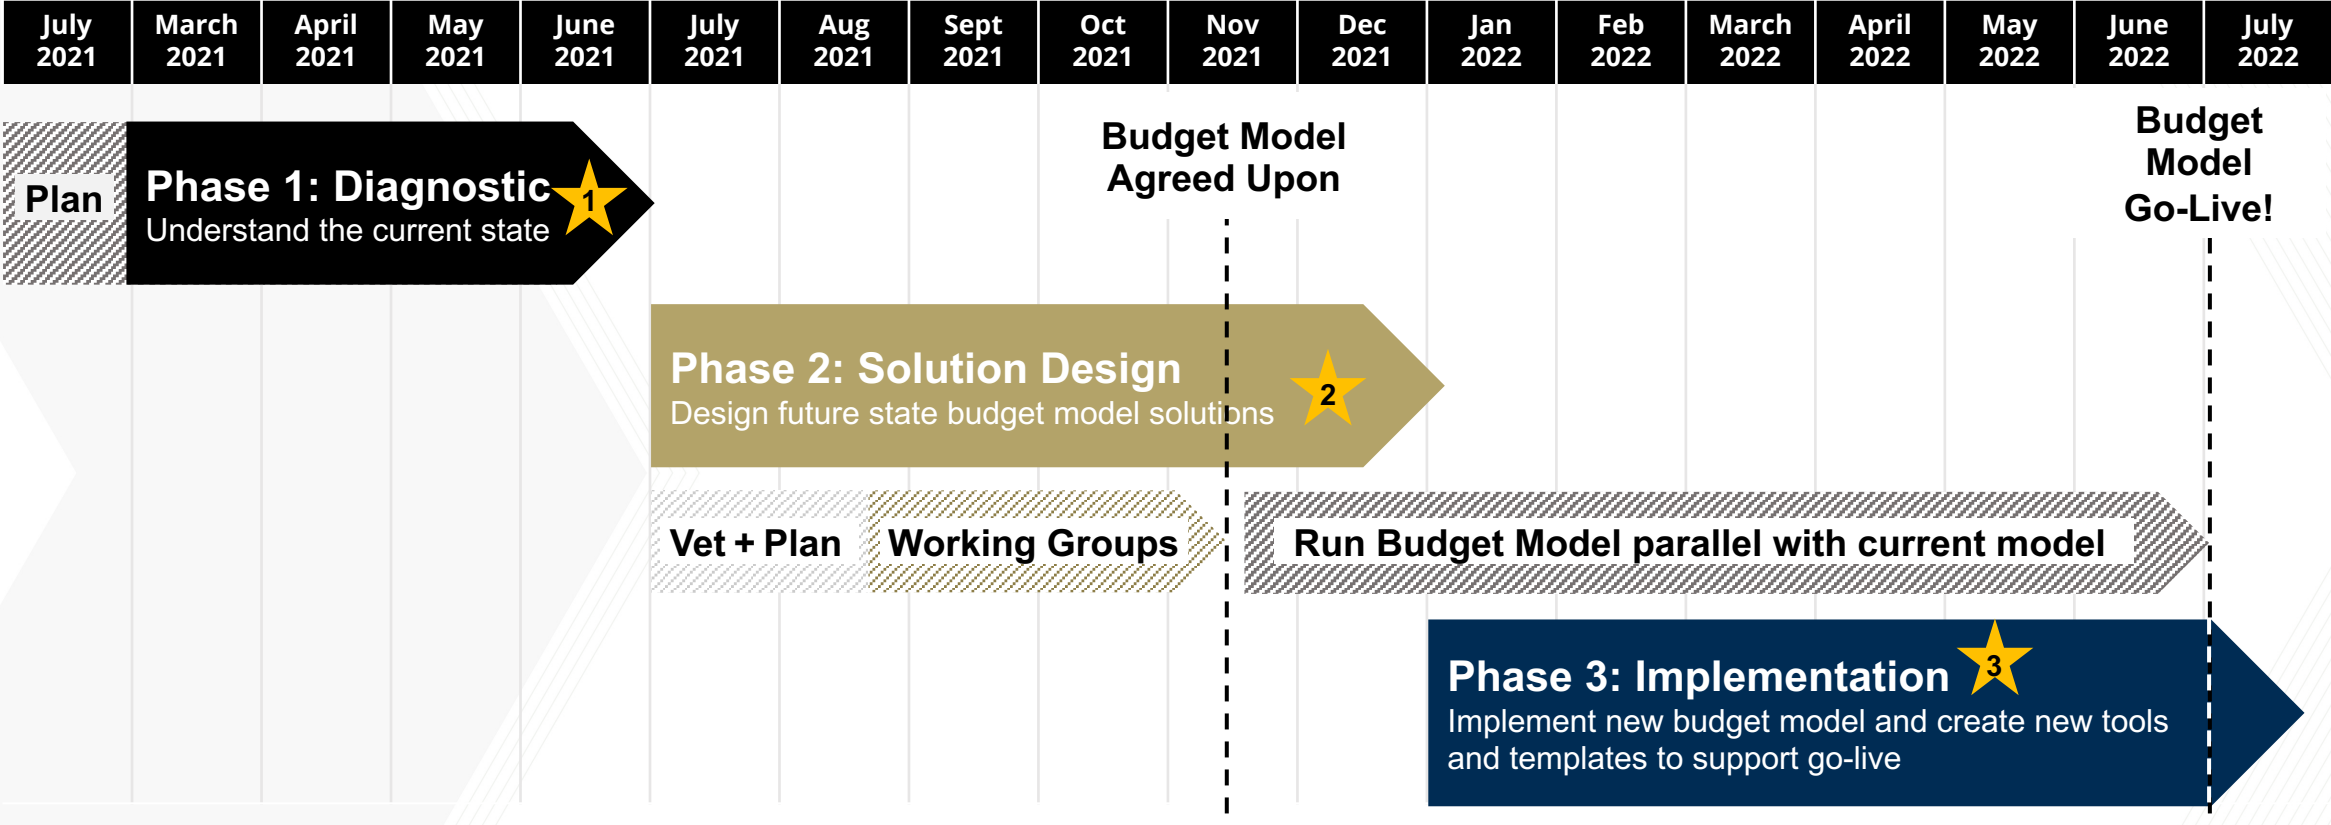 July March April May June July Aug Sept Oct Nov Dec Jan Feb March April May June July
2021 2021 2021 2021 2021 2021 2021 2021 2021 2021 2021 2022 2022 2022 2022 2022 2022 2022
Budget Model
Agreed Upon
Budget
Model
Go-Live!
Plan
Phase 1: Diagnostic
Understand the current state
1
Phase 2: Solution Design
Design future state budget model solutions
2
Vet + Plan
Working Groups
Run Budget Model parallel with current model
Phase 3: Implementation
3
Implement new budget model and create new tools
and templates to support go-live